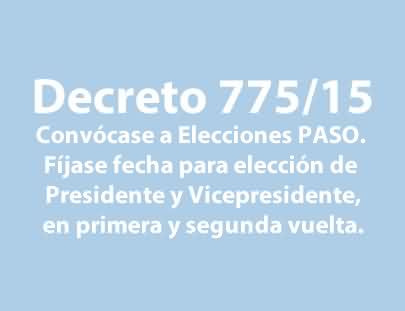 Decreto 775/15
Convócase a Elecciones PASO.
Fíjase fecha para elección de
Presidente y Vicepresidente,
en primera y segunda vuelta.